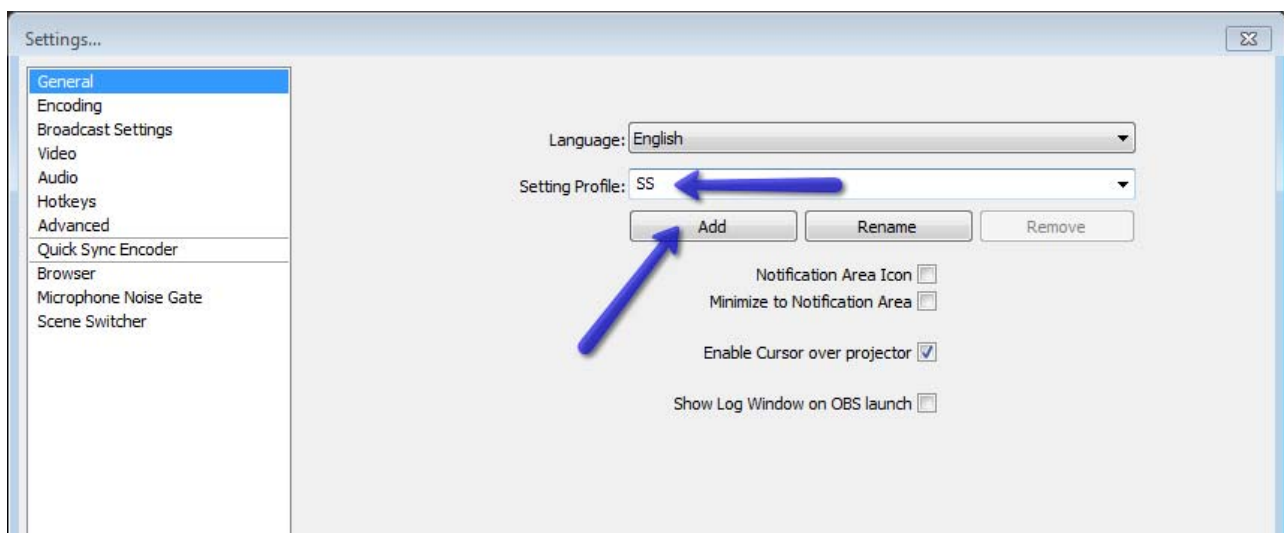 Settings...
General
Encoding
Broadcast Settings
Video
Audio
Hotkeys
Advanced
Quick Sync Encoder
Browser
Microphone Noise Gate
Scene Switcher
Language: English
Setting Profile: SS
Add Rename Remove
Notification Area Icon
Minimize to Notification Area
Enable Cursor over projector
Show Log Window on OBS launch